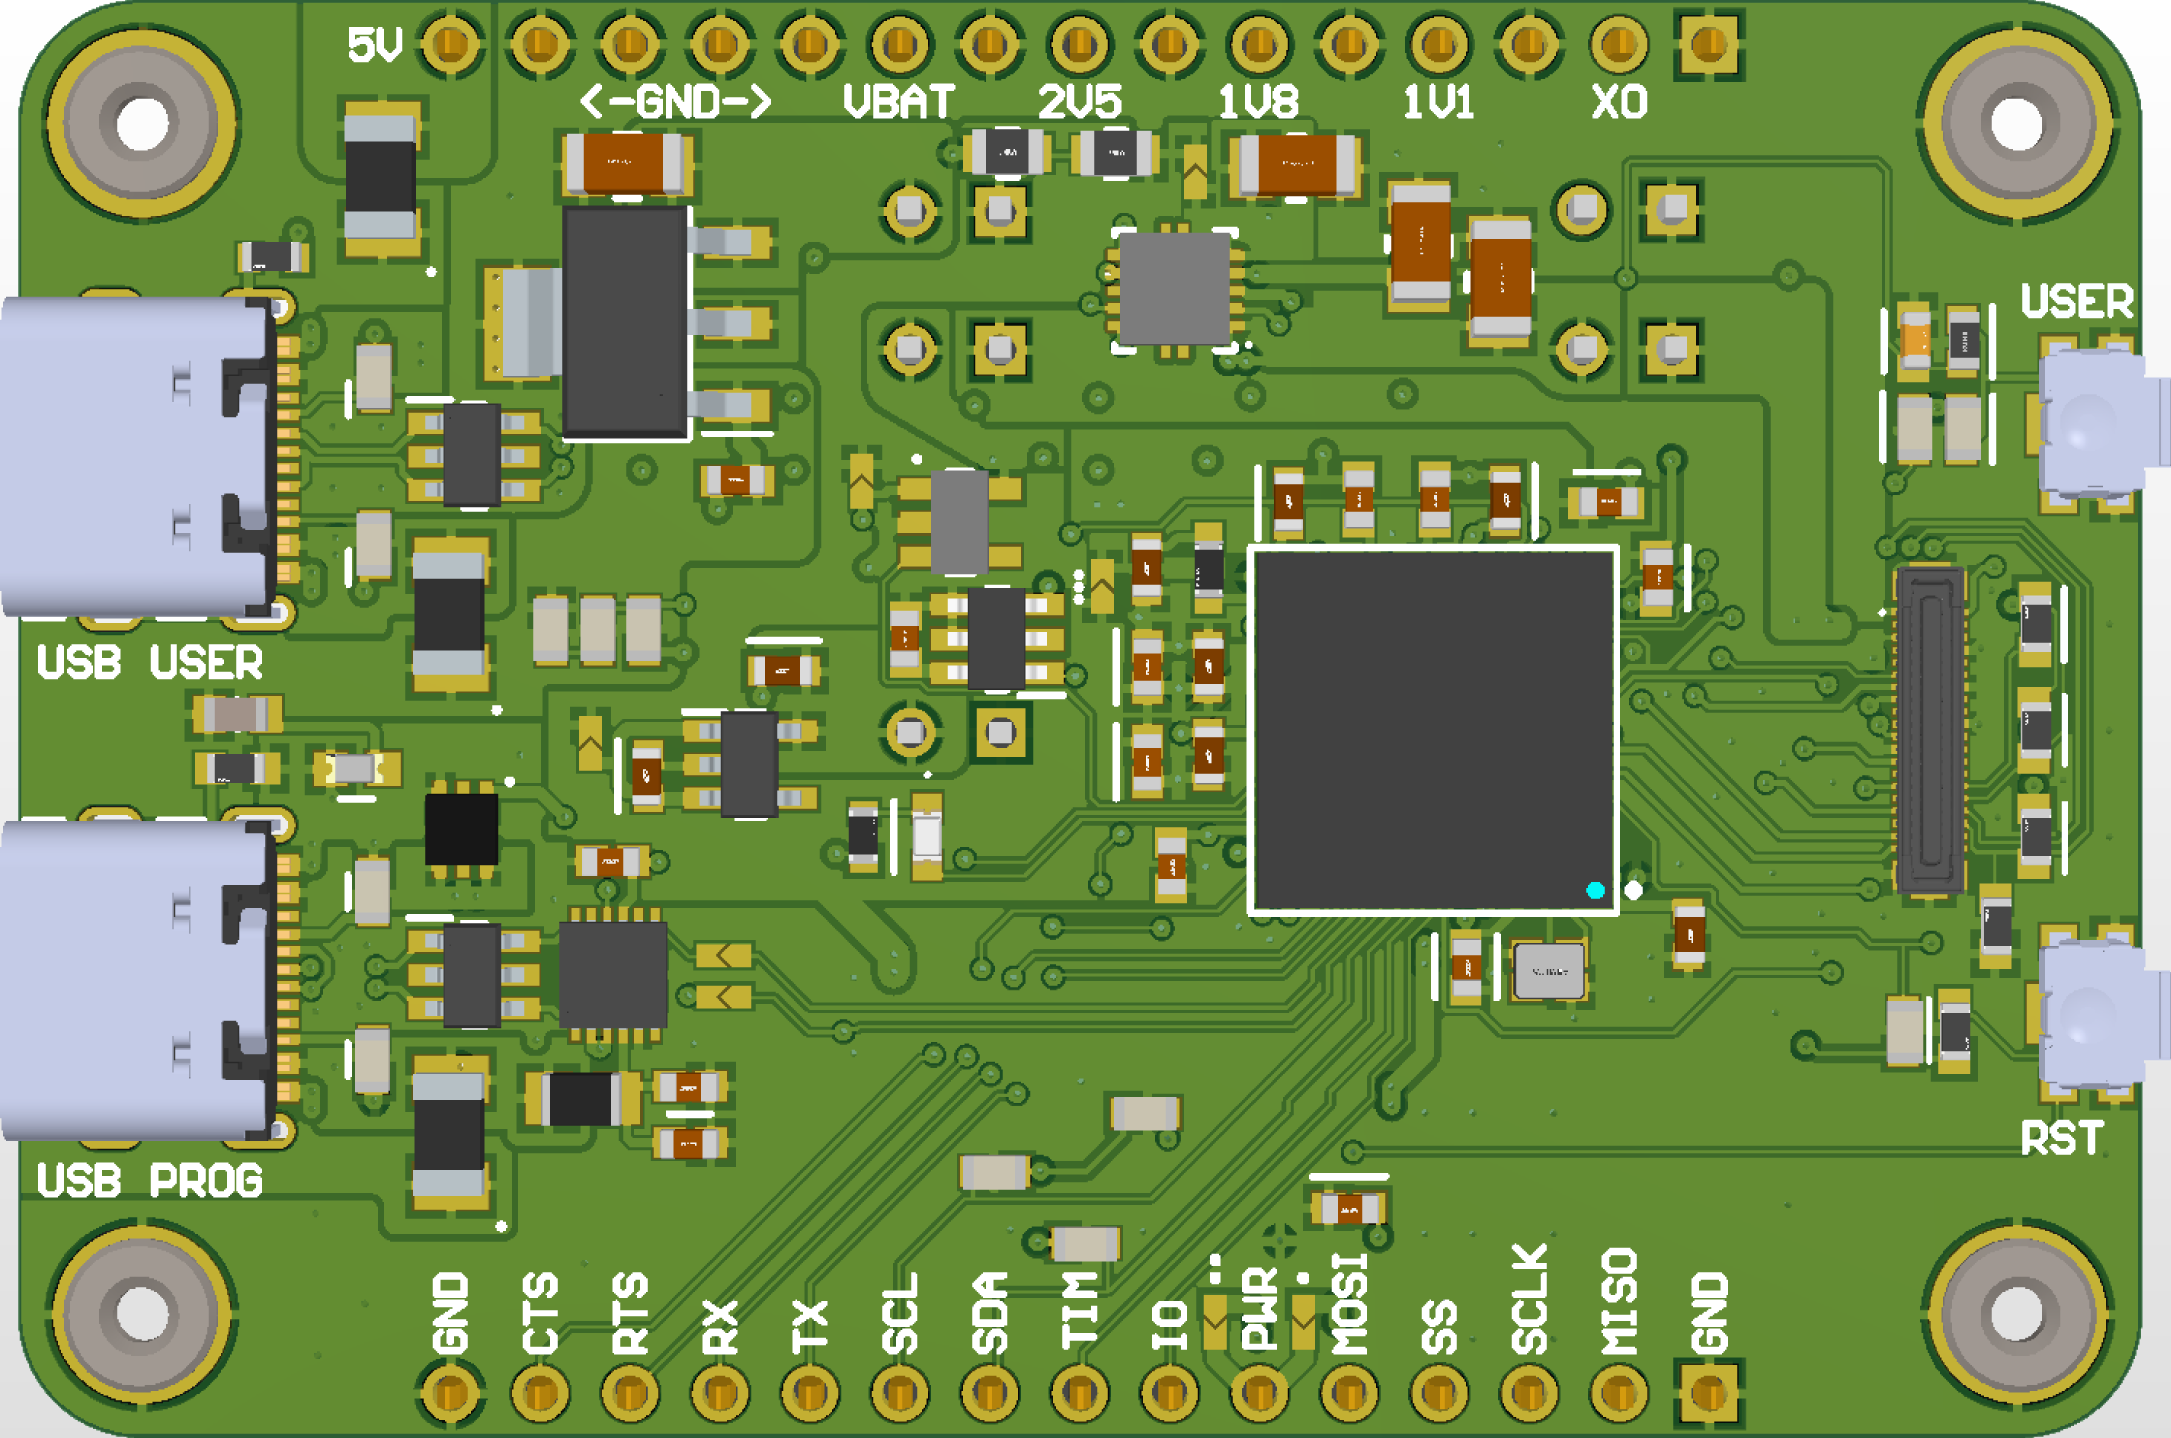 5V
<-GND-> VBAT 2V5 1V8 1V1 XO
USER
USB USER
USB PROG
RST
GND CTS RTS RX TX SCL SDA TIM IO PWR MOSI SS SCLK MISO GND